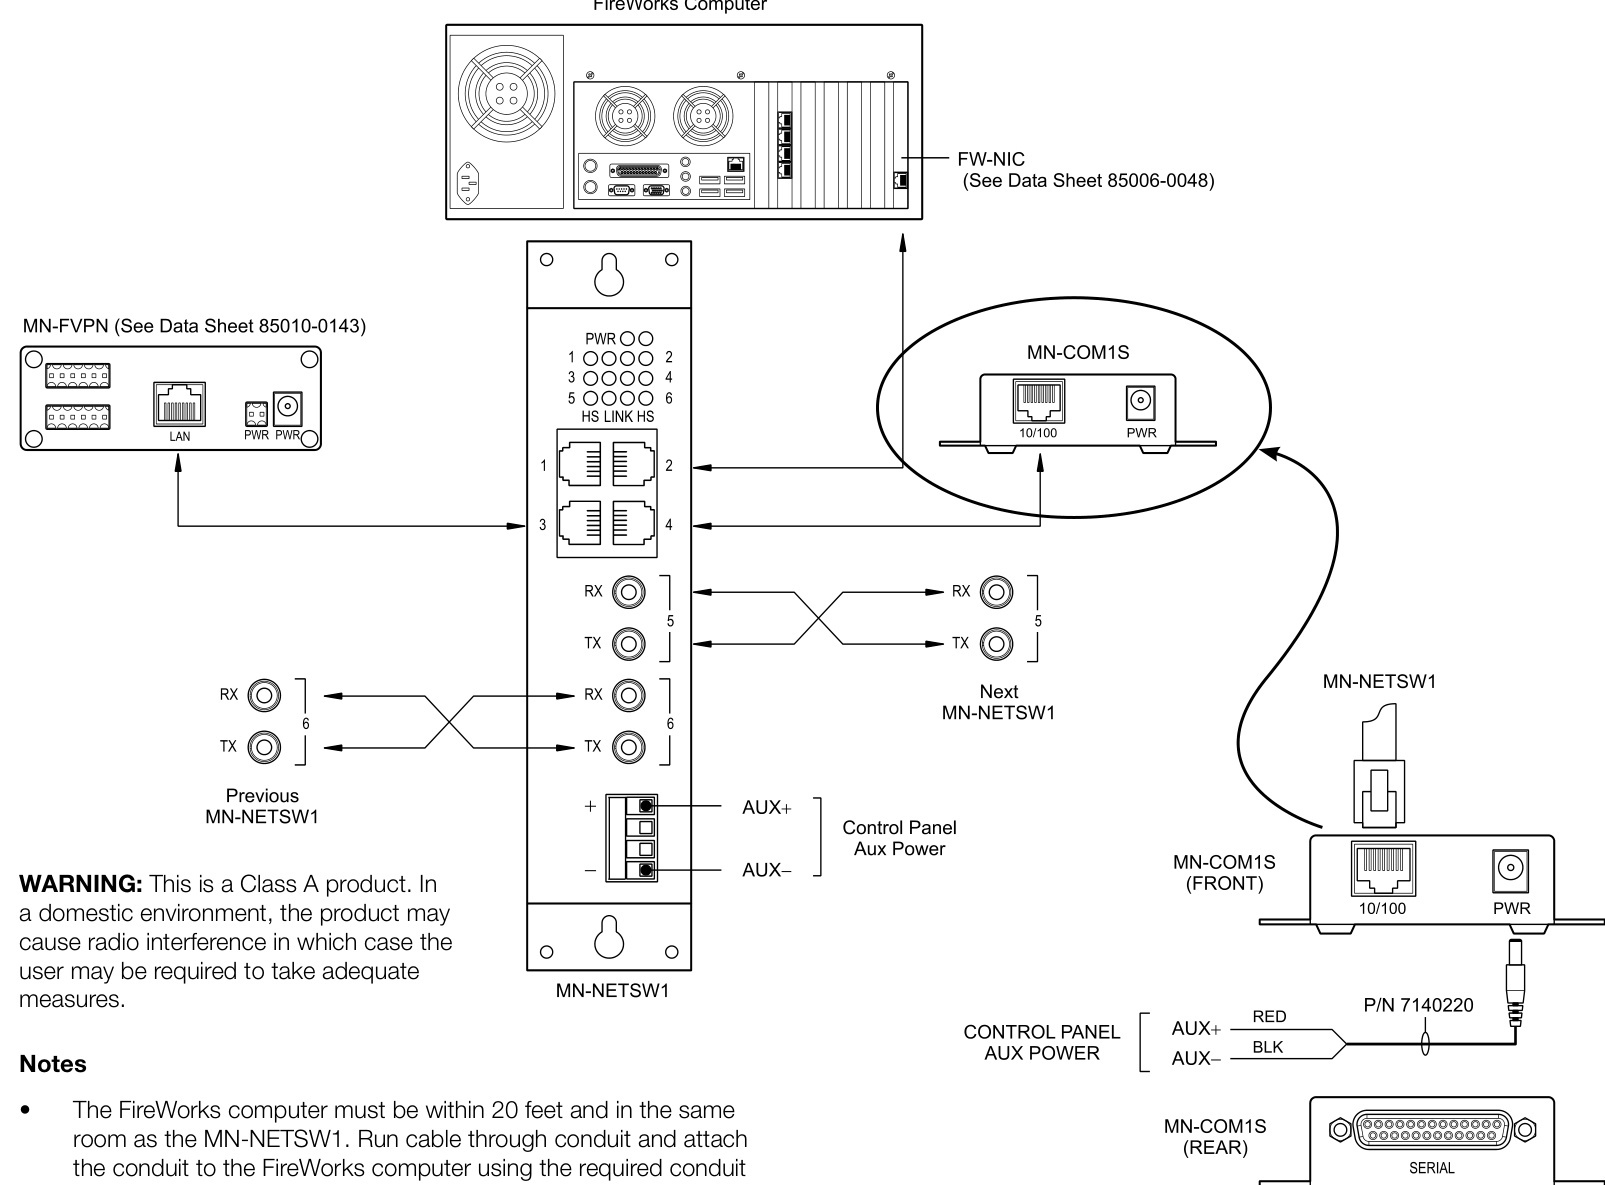 FireWorks Computer
FW-NIC
(See Data Sheet 85006-0048)
MN-FVPN (See Data Sheet 85010-0143)
LAN
PWR
PWR
PWR
1
2
3
4
5
6
HS LINK HS
1
2
3
4
MN-COM1S
10/100
PWR
RX
TX
5
RX
TX
5
Next
MN-NETSW1
RX
TX
6
RX
TX
6
Previous
MN-NETSW1
+
AUX+
–
AUX–
Control Panel
Aux Power
MN-NETSW1
MN-NETSW1
MN-COM1S
(FRONT)
10/100
PWR
P/N 7140220
CONTROL PANEL
AUX POWER
AUX+
RED
AUX–
BLK
MN-COM1S
(REAR)
SERIAL
WARNING: This is a Class A product. In
a domestic environment, the product may
cause radio interference in which case the
user may be required to take adequate
measures.
Notes
• The FireWorks computer must be within 20 feet and in the same
room as the MN-NETSW1. Run cable through conduit and attach
the conduit to the FireWorks computer using the required conduit